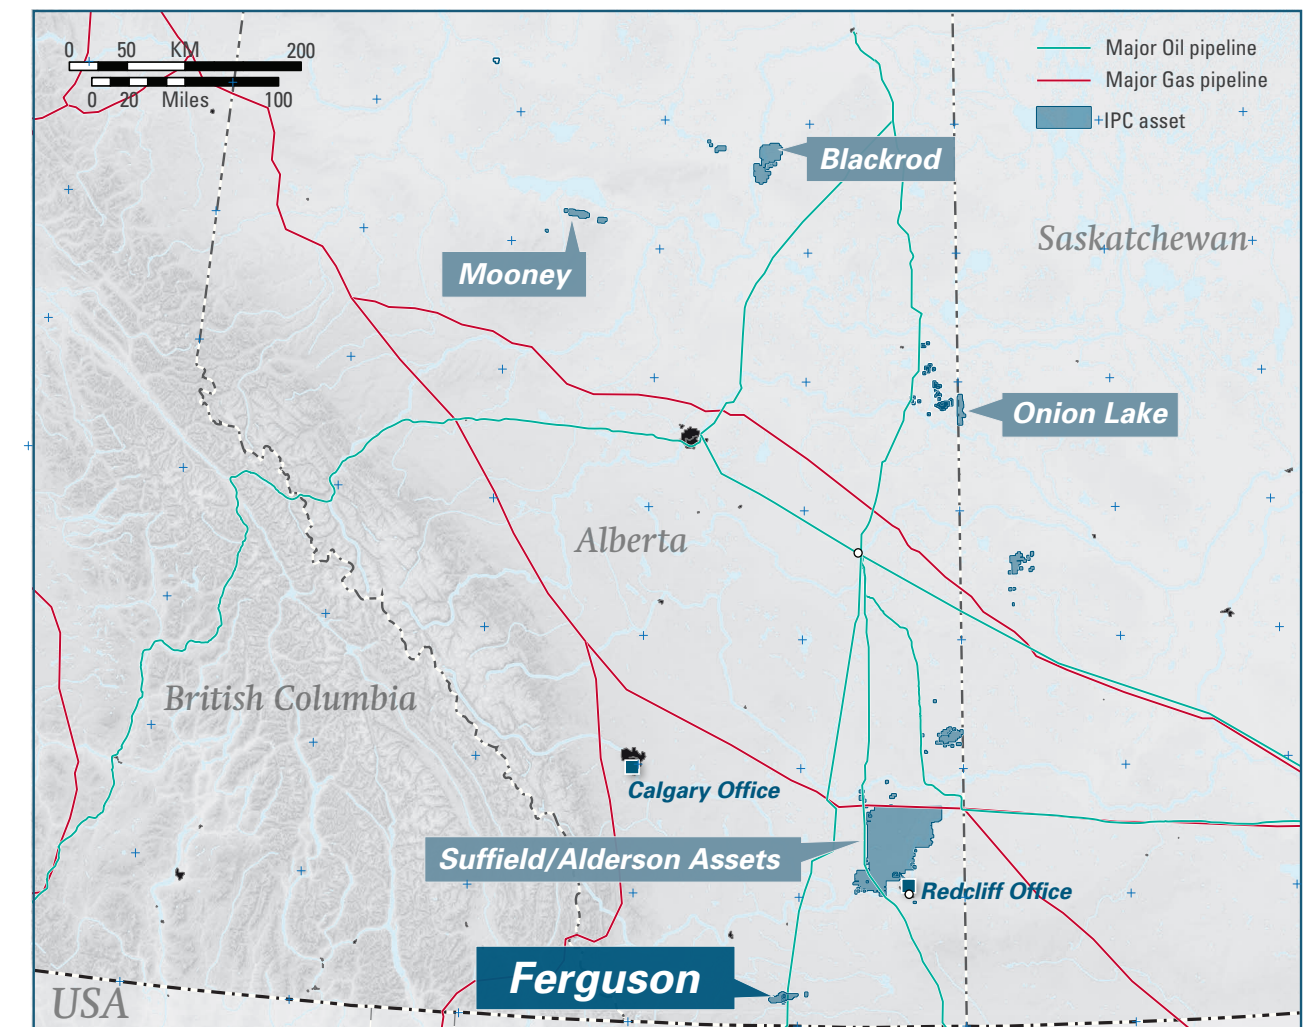 0 50 KM 200
0 20 Miles 100
Major Oil pipeline
Major Gas pipeline
IPC asset
Blackrod
Saskatchewan
Mooney
Onion Lake
Alberta
British Columbia
Calgary Office
Suffield/Alderson Assets
Redcliff Office
Ferguson
USA